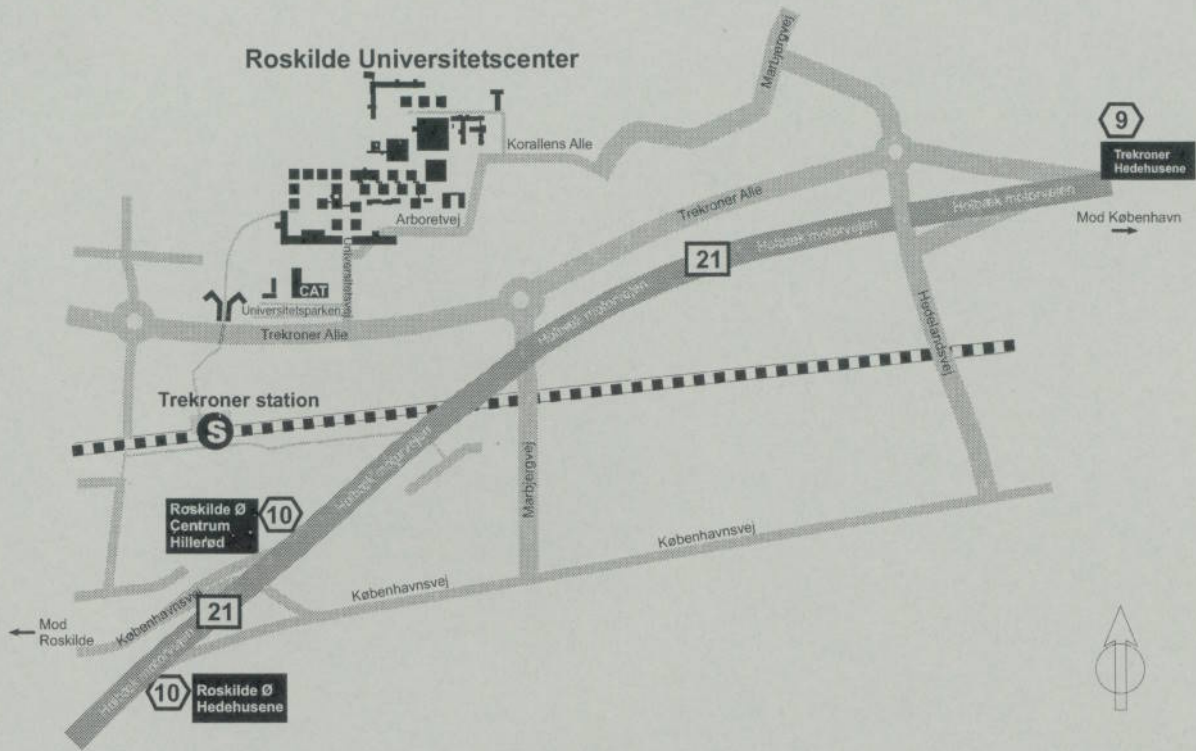 Roskilde Universitetscenter
Marbjergvej
9
Trekroner
Hedehusene
Korallens Alle
Trekroner Alle
Holbæk motorvejen
Mod København
Arboretvej
Holbæk motorvejen
21
Universitetsvej
CAT
Universitetsparken
Trekroner Alle
Holbæk motorvejen
Hedelandsvej
Trekroner station
S
Holbæk motorvejen
Marbjergvej
Roskilde Ø
Centrum
Hillerød
10
Københavnsvej
Københavnsvej
Københavnsvej
21
Mod
Roskilde
Holbæk motorvejen
10
Roskilde Ø
Hedehusene